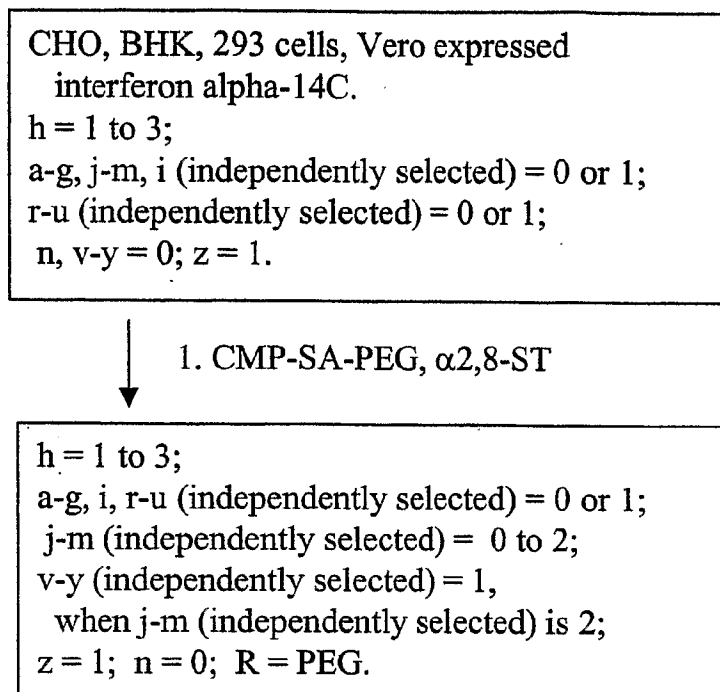 CHO, BHK, 293 cells, Vero expressed
interferon alpha-14C.
h = 1 to 3;
a-g, j-m, i (independently selected) = 0 or 1;
r-u (independently selected) = 0 or 1;
n, v-y = 0; z = 1.
1. CMP-SA-PEG, α2,8-ST
h = 1 to 3;
a-g, i, r-u (independently selected) = 0 or 1;
j-m (independently selected) = 0 to 2;
v-y (independently selected) = 1,
when j-m (independently selected) is 2;
z = 1; n = 0; R = PEG.